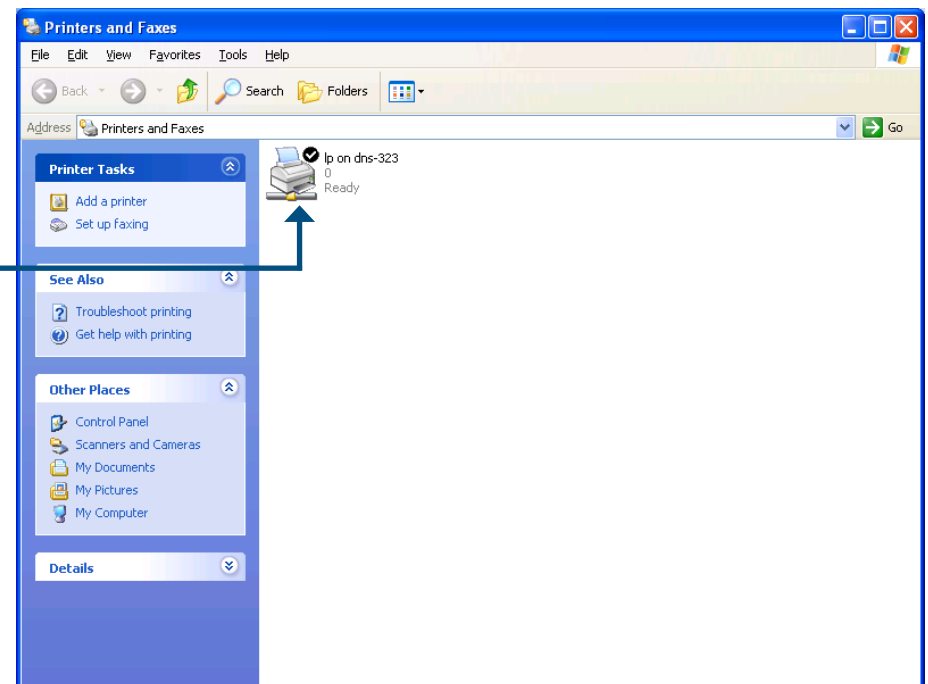 Printers and Faxes
File Edit View Favorites Tools Help
Back Search Folders
Address Printers and Faxes Go
Printer Tasks
Add a printer
Set up faxing
See Also
Troubleshoot printing
Get help with printing
Other Places
Control Panel
Scanners and Cameras
My Documents
My Pictures
My Computer
Details
lp on dns-323
0
Ready